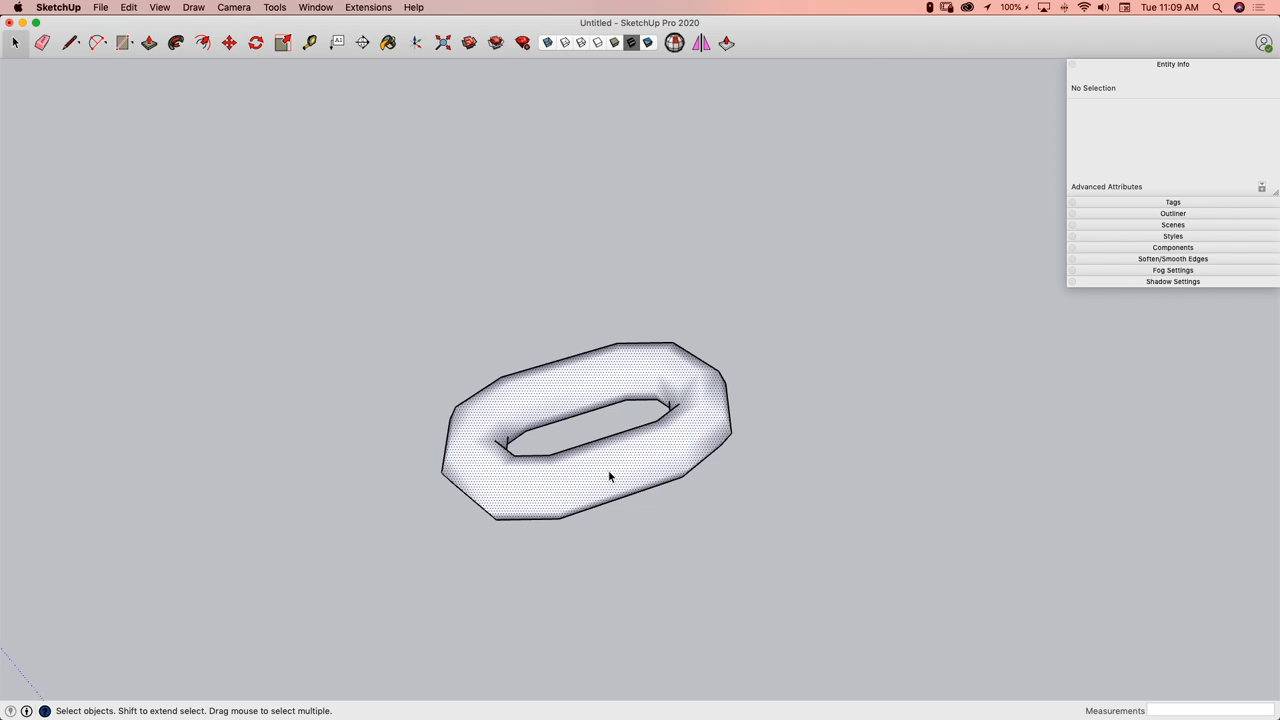 SketchUp File Edit View Draw Camera Tools Window Extensions Help 100% Tue 11:09 AM
Untitled - SketchUp Pro 2020
A1
Entity Info
No Selection
Advanced Attributes
Tags
Outliner
Scenes
Styles
Components
Soften/Smooth Edges
Fog Settings
Shadow Settings
Select objects. Shift to extend select. Drag mouse to select multiple.
Measurements